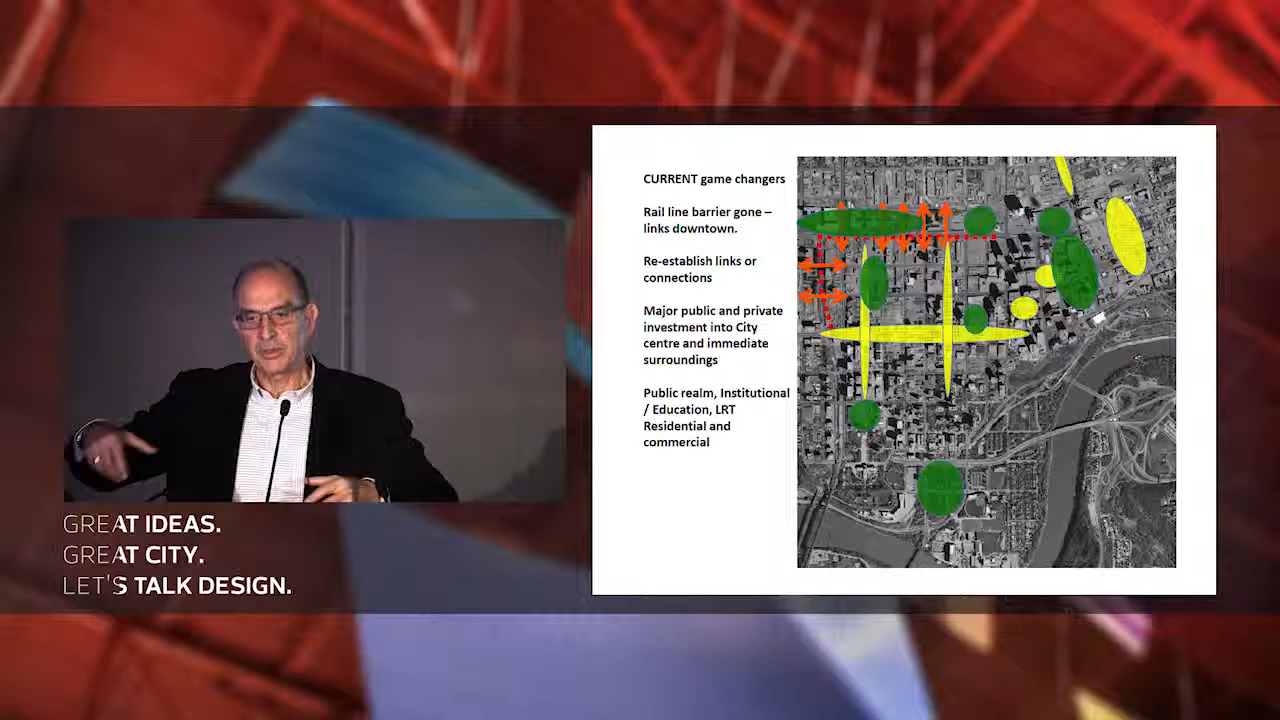 GREAT IDEAS.
GREAT CITY.
LET'S TALK DESIGN.
CURRENT game changers
Rail line barrier gone –
links downtown.
Re-establish links or
connections
Major public and private
investment into City
centre and immediate
surroundings
Public realm, Institutional
/ Education, LRT
Residential and
commercial